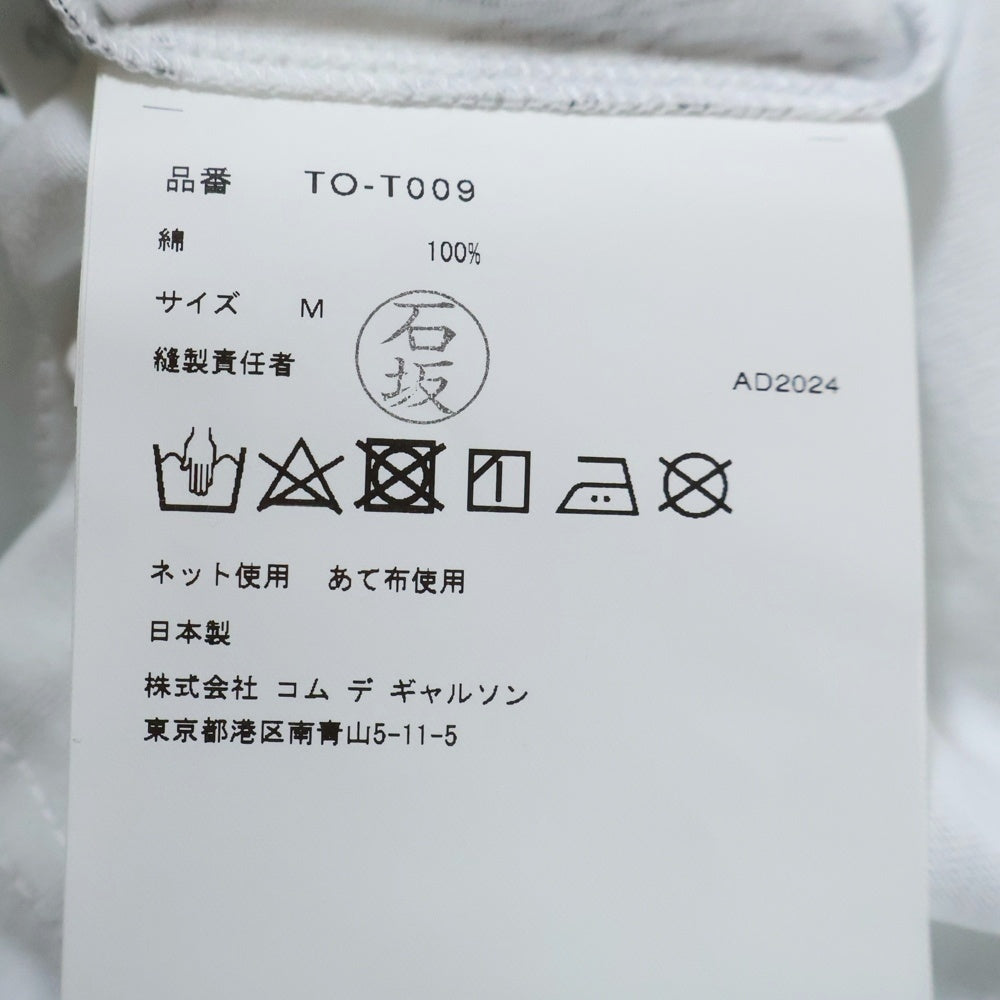 品番 TO-T009
綿 100%
サイズ M
縫製責任者 石坂
AD2024
ネット使用 あて布使用
日本製
株式会社 コム デ ギャルソン
東京都港区南青山5-11-5